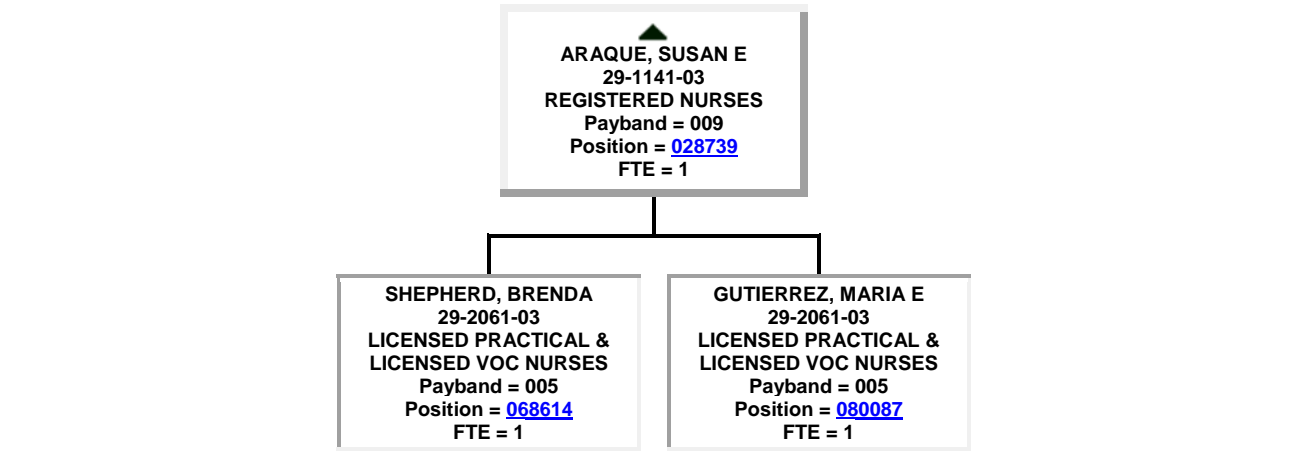 ARAQUE, SUSAN E
29-1141-03
REGISTERED NURSES
Payband = 009
Position = 028739
FTE = 1
SHEPHERD, BRENDA
29-2061-03
LICENSED PRACTICAL &
LICENSED VOC NURSES
Payband = 005
Position = 068614
FTE = 1
GUTIERREZ, MARIA E
29-2061-03
LICENSED PRACTICAL &
LICENSED VOC NURSES
Payband = 005
Position = 080087
FTE = 1